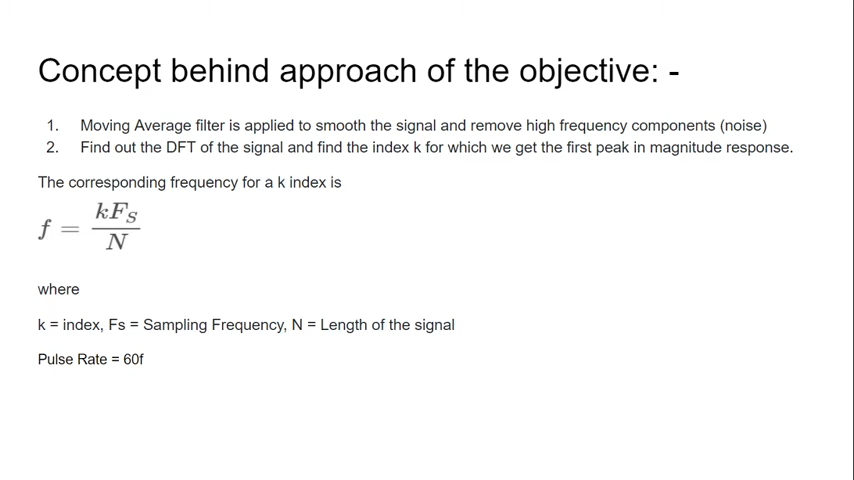 Concept behind approach of the objective: -
1. Moving Average filter is applied to smooth the signal and remove high frequency components (noise)
2. Find out the DFT of the signal and find the index k for which we get the first peak in magnitude response.
The corresponding frequency for a k index is
f = kF_S / N
where
k = index, Fs = Sampling Frequency, N = Length of the signal
Pulse Rate = 60f